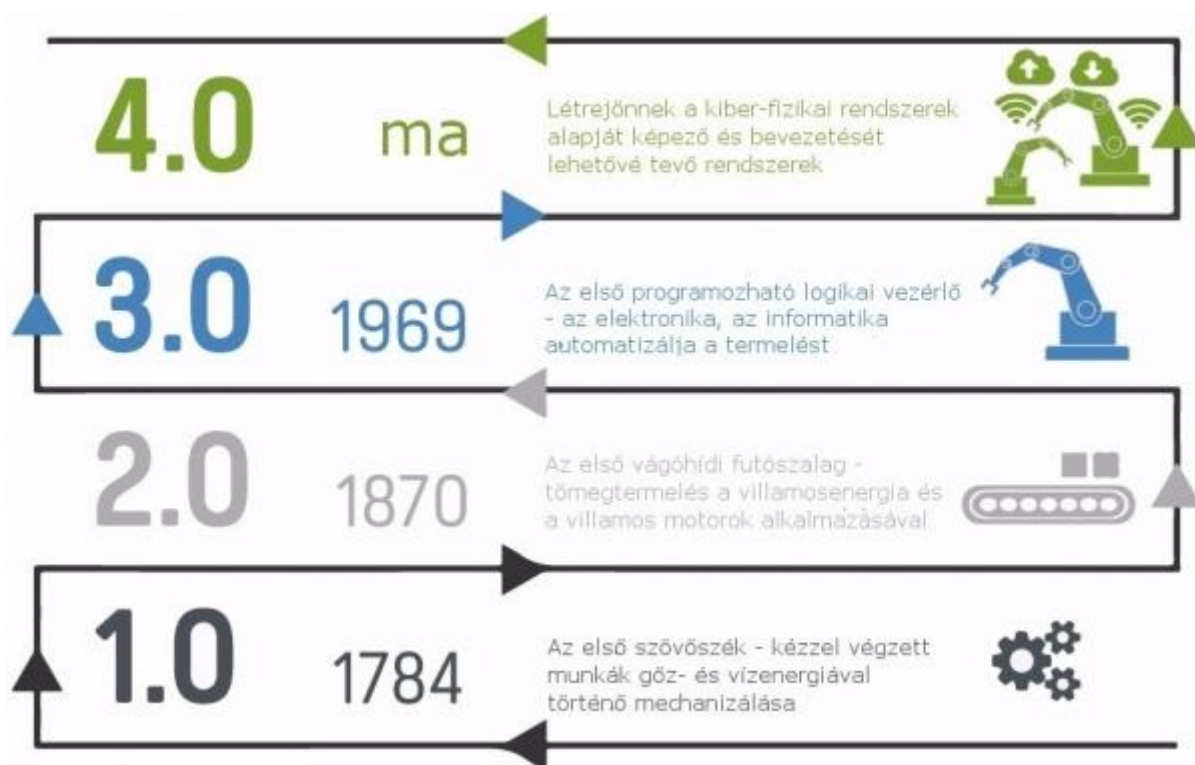 4.0
ma
Létrejönnek a kiber-fizikai rendszerek
alapját képező és bevezetését
lehetővé tevő rendszerek
3.0
1969
Az első programozható logikai vezérlő
- az elektronika, az informatika
automatizálja a termelést
2.0
1870
Az első vágóhídi futószalag -
tömegtermelés a villamosenergia és
a villamos motorok alkalmazásával
1.0
1784
Az első szövőszék - kézzel végzett
munkák gőz- és vízenergiával
történő mechanizálása